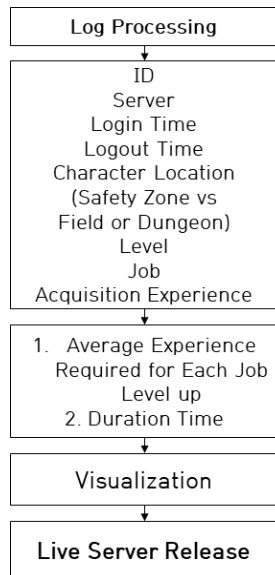 Log Processing
ID
Server
Login Time
Logout Time
Character Location
(Safety Zone vs
Field or Dungeon)
Level
Job
Acquisition Experience
1. Average Experience
Required for Each Job
Level up
2. Duration Time
Visualization
Live Server Release